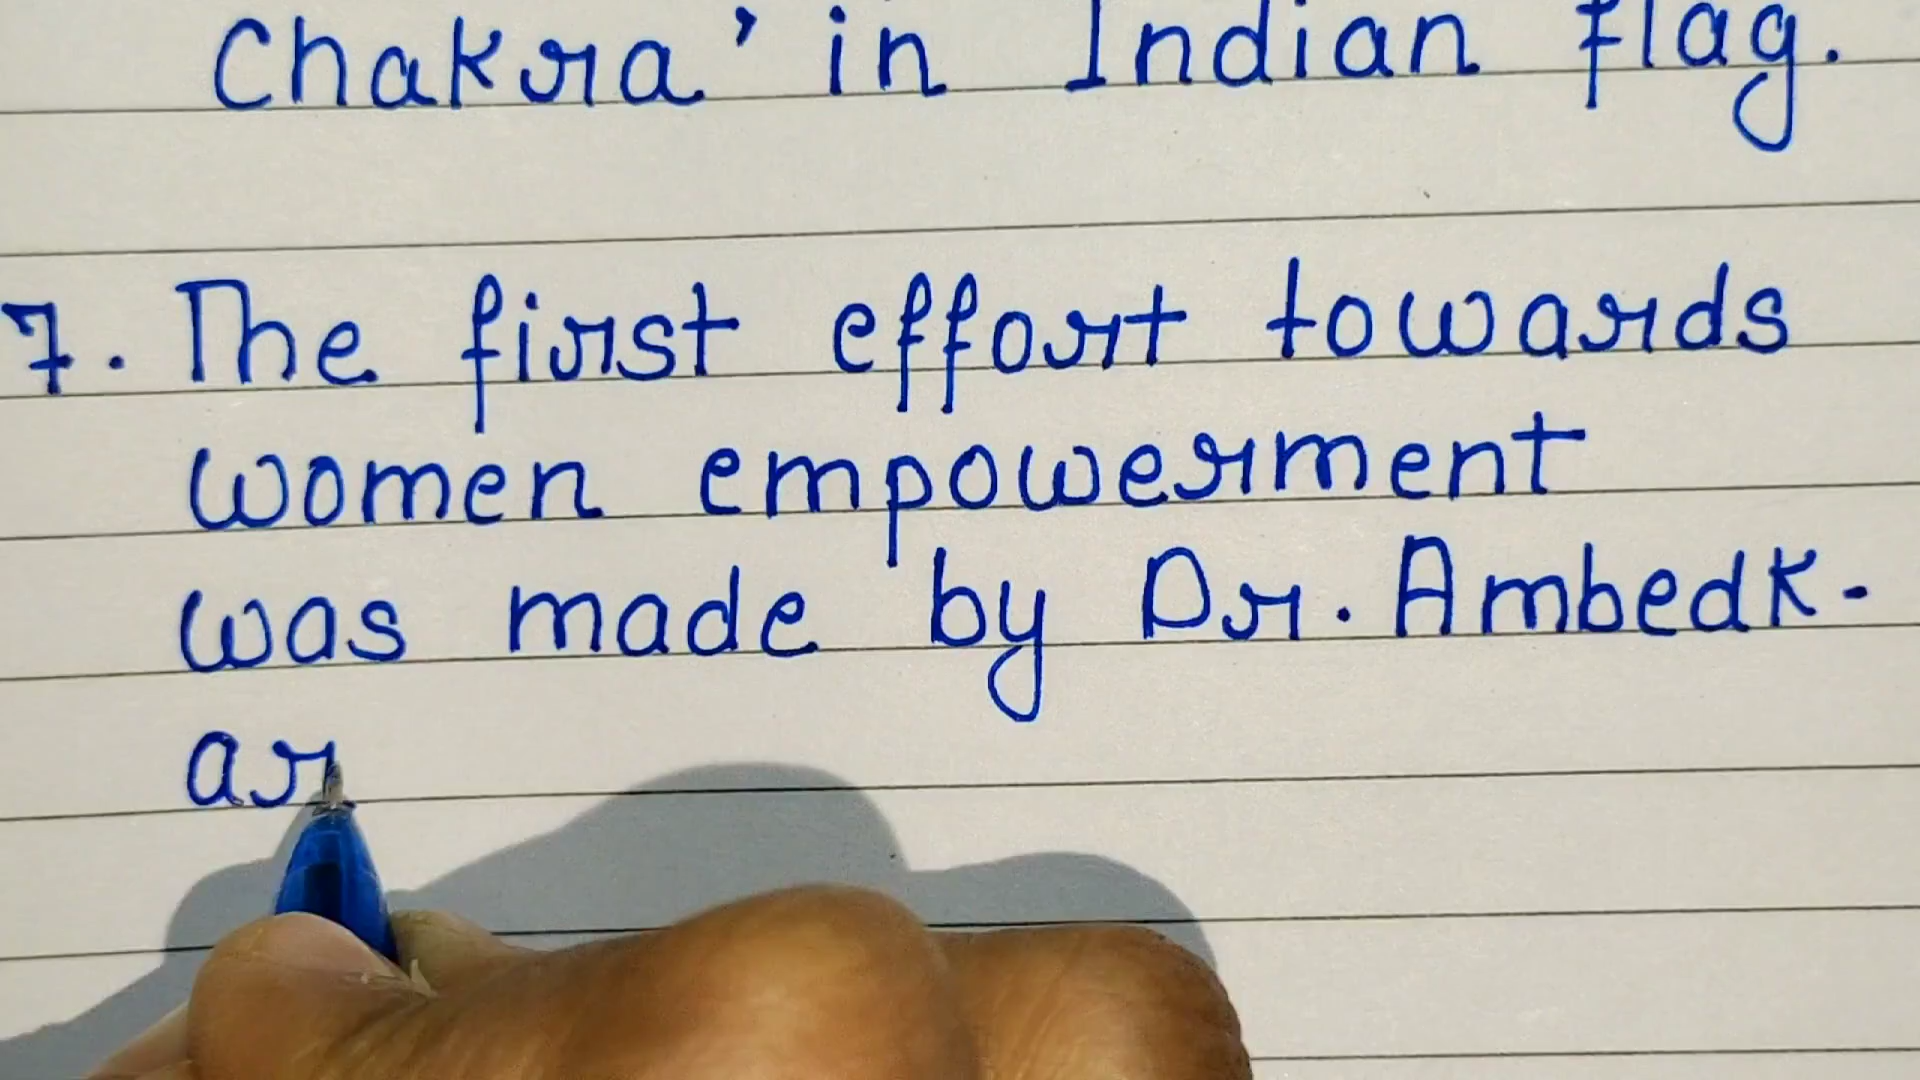 Chakra' in Indian flag.
7. The first effort towards
women empowerment
was made by Dr. Ambedk-
ar